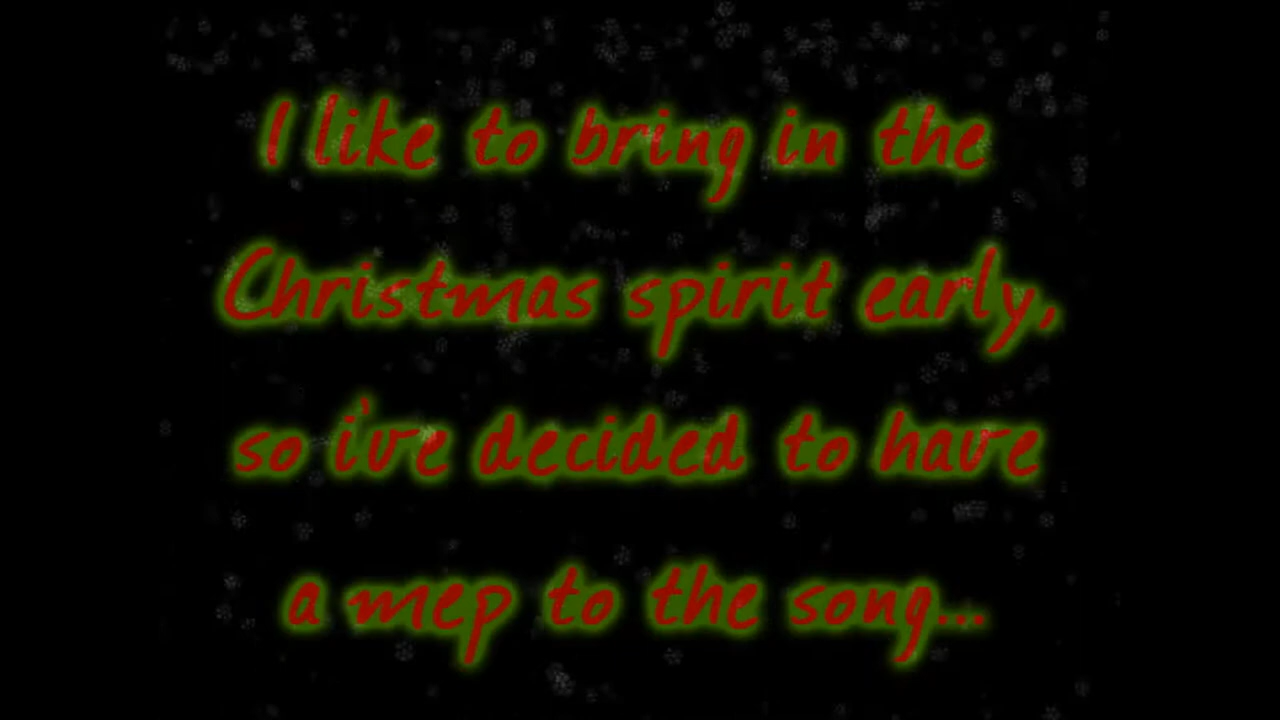 I like to bring in the
Christmas spirit early,
so i've decided to have
a mep to the song...